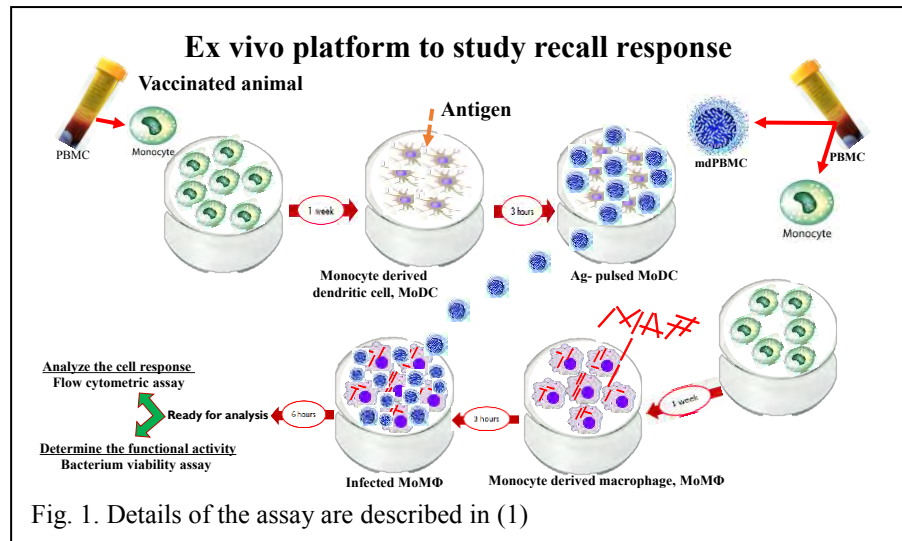 Ex vivo platform to study recall response
Vaccinated animal
Antigen
PBMC
Monocyte
mdPBMC
PBMC
Monocyte
1 week
3 hours
Monocyte derived
dendritic cell, MoDC
Ag- pulsed MoDC
Analyze the cell response
Flow cytometric assay
Ready for analysis
6 hours
3 hours
1 week
Determine the functional activity
Bacterium viability assay
Infected MoMΦ
Monocyte derived macrophage, MoMΦ
Fig. 1. Details of the assay are described in (1)